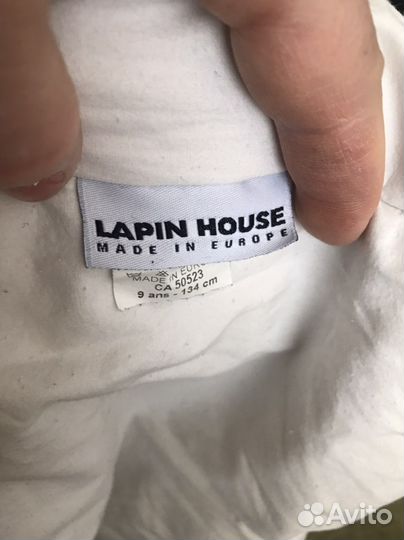 LAPIN HOUSE
MADE IN EUROPE
MADE IN EURO
CA 50523
9 ans - 134 cm
Avito